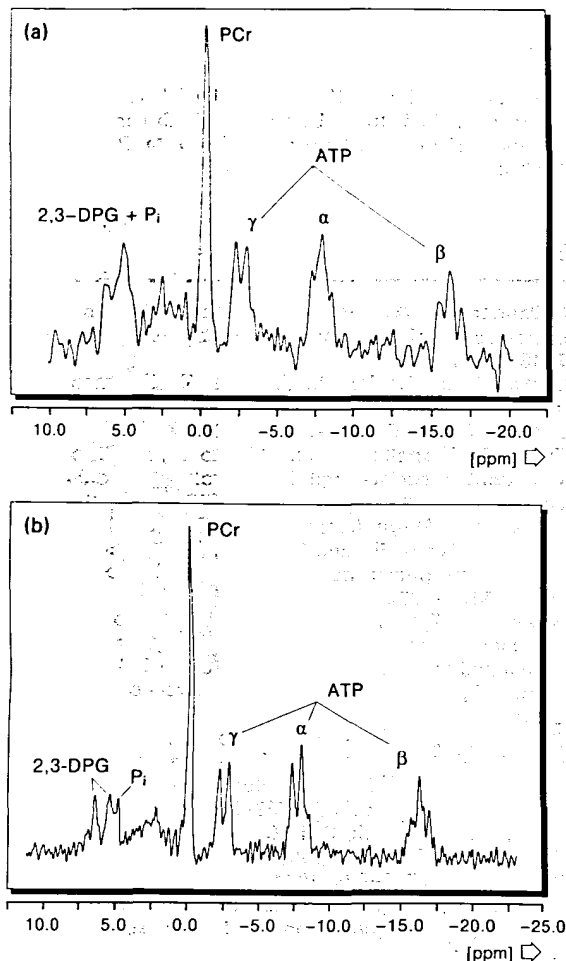 (a)
PCr
ATP
2,3–DPG + Pi
γ
α
β
10.0 5.0 0.0 −5.0 −10.0 −15.0 −20.0
[ppm]
(b)
PCr
ATP
γ
α
β
2,3-DPG
Pi
10.0 5.0 0.0 −5.0 −10.0 −15.0 −20.0 −25.0
[ppm]